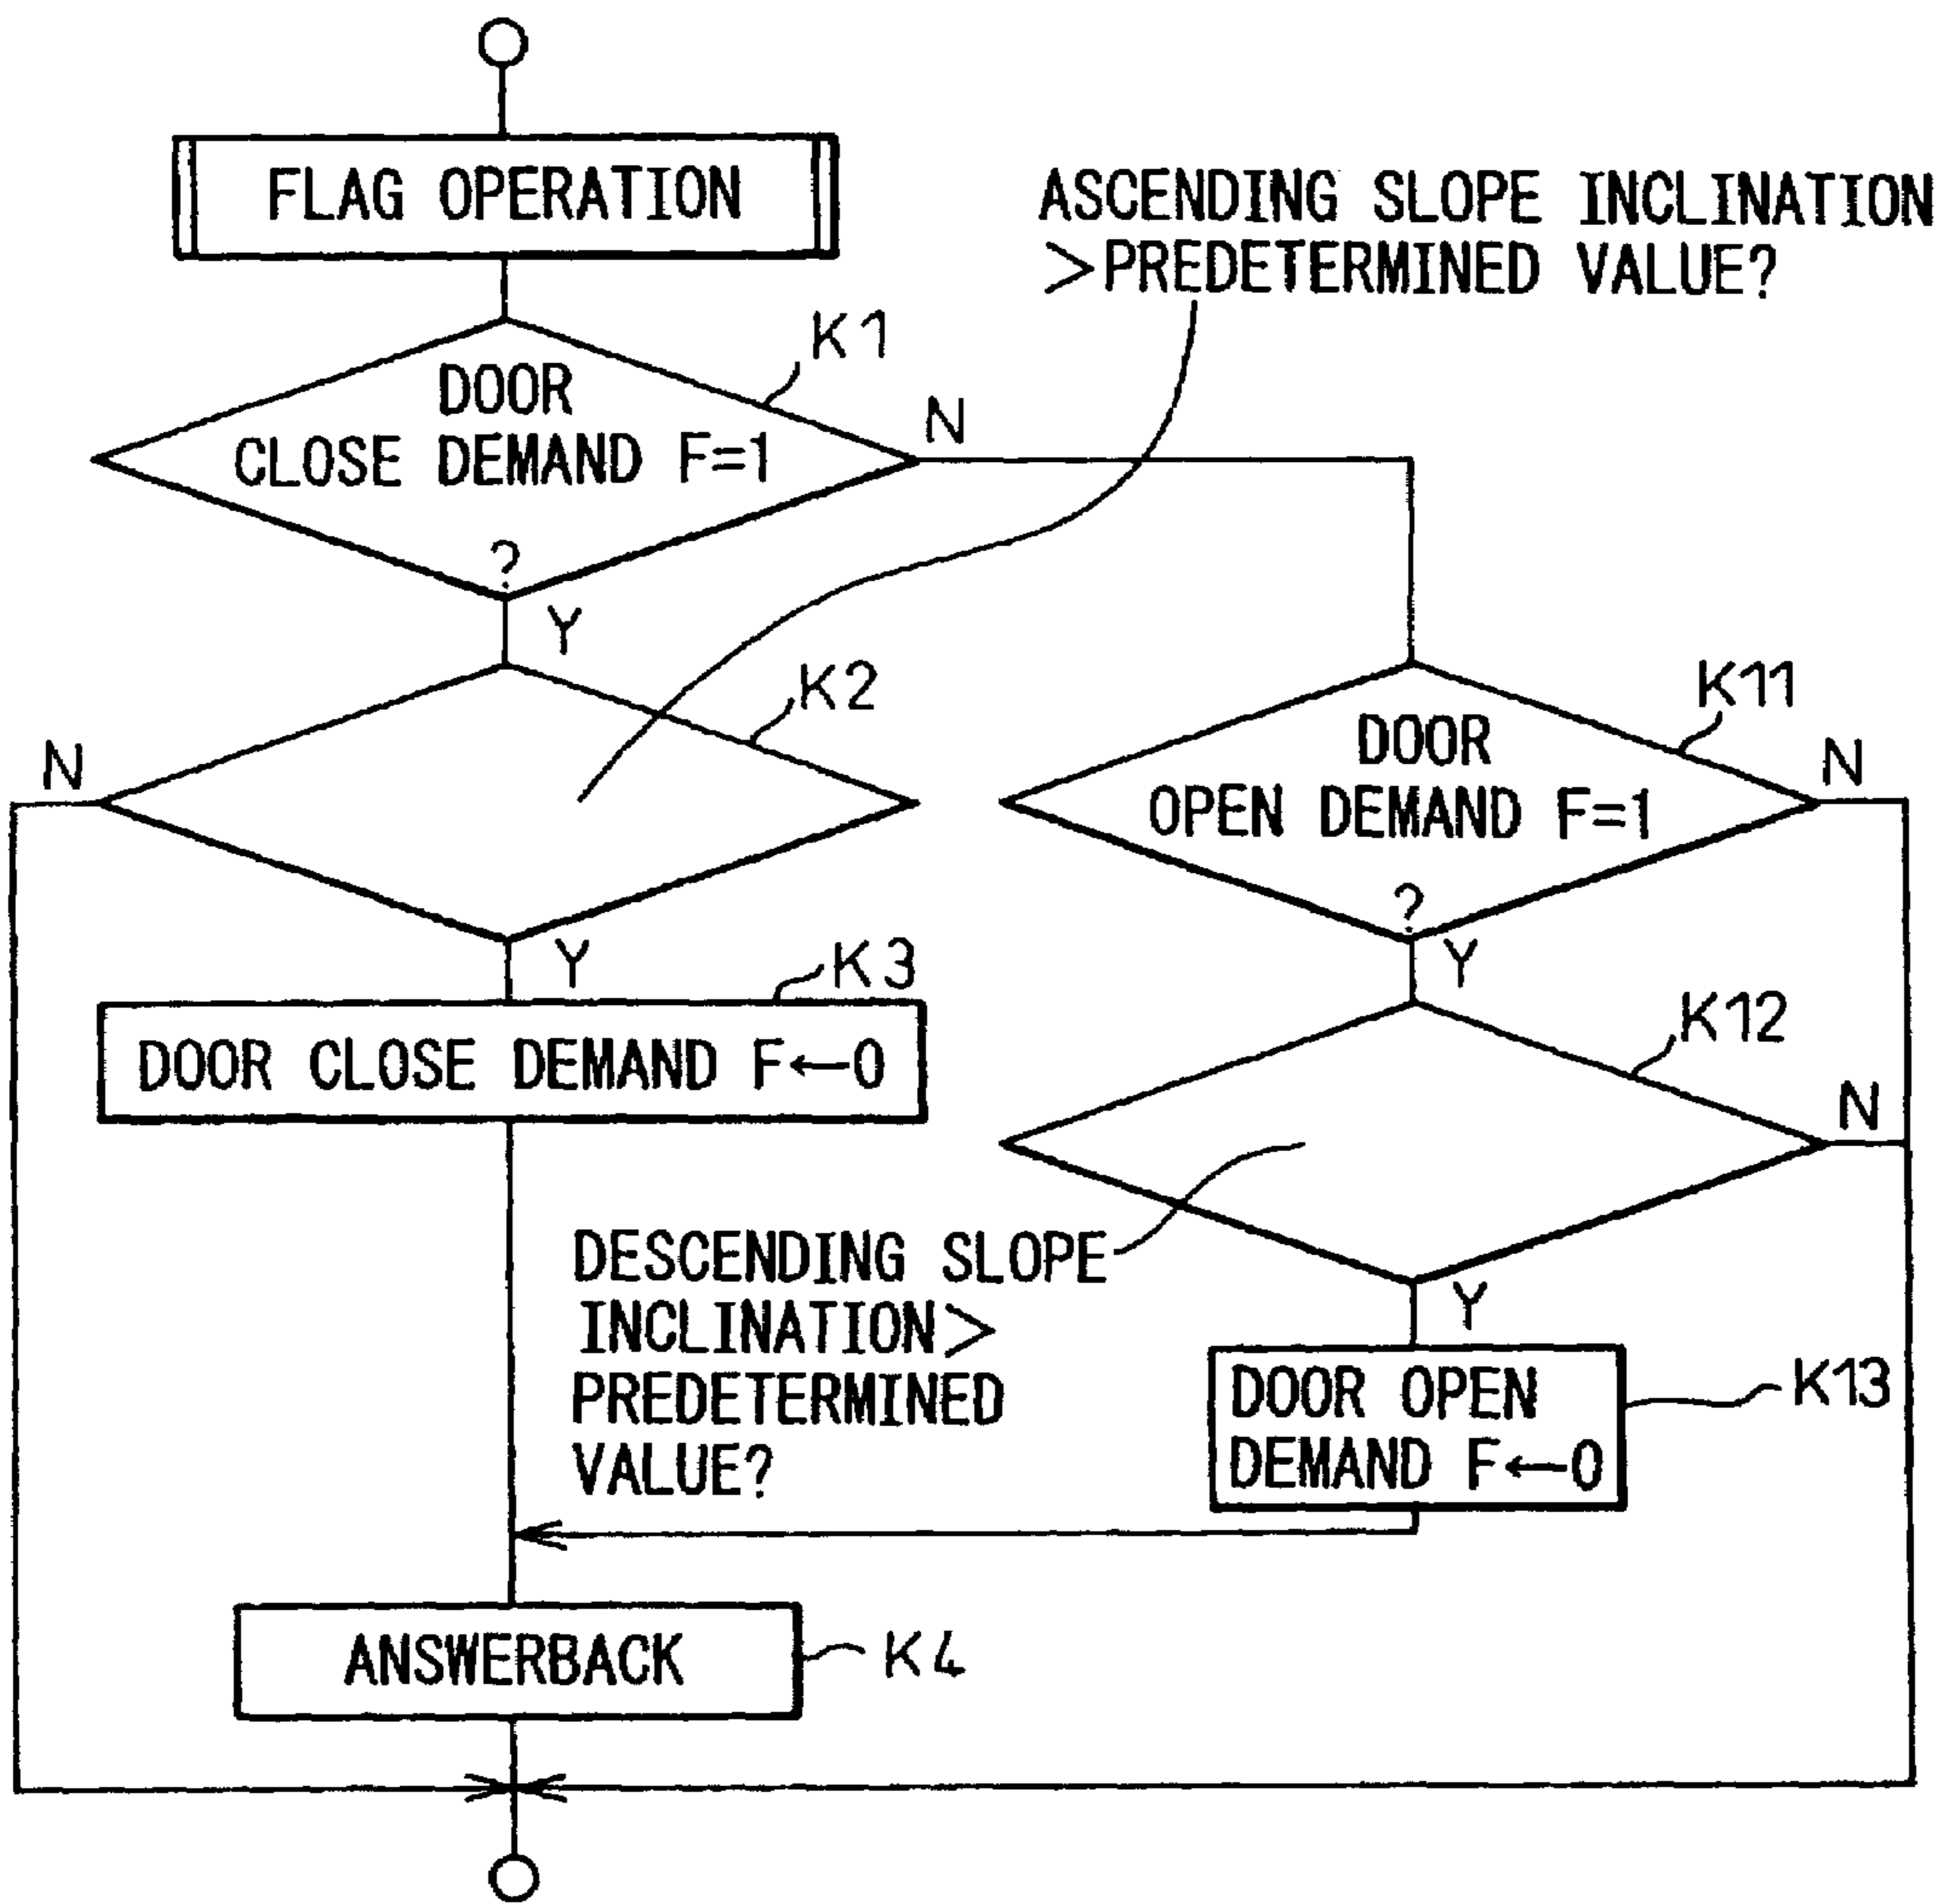 FLAG OPERATION
ASCENDING SLOPE INCLINATION
>PREDETERMINED VALUE?
K1
DOOR
CLOSE DEMAND F=1
?
N
Y
K2
N
Y
K11
DOOR
OPEN DEMAND F=1
?
N
Y
K3
DOOR CLOSE DEMAND F←0
K12
N
Y
DESCENDING SLOPE
INCLINATION>
PREDETERMINED
VALUE?
DOOR OPEN
DEMAND F←0
K13
ANSWERBACK
K4